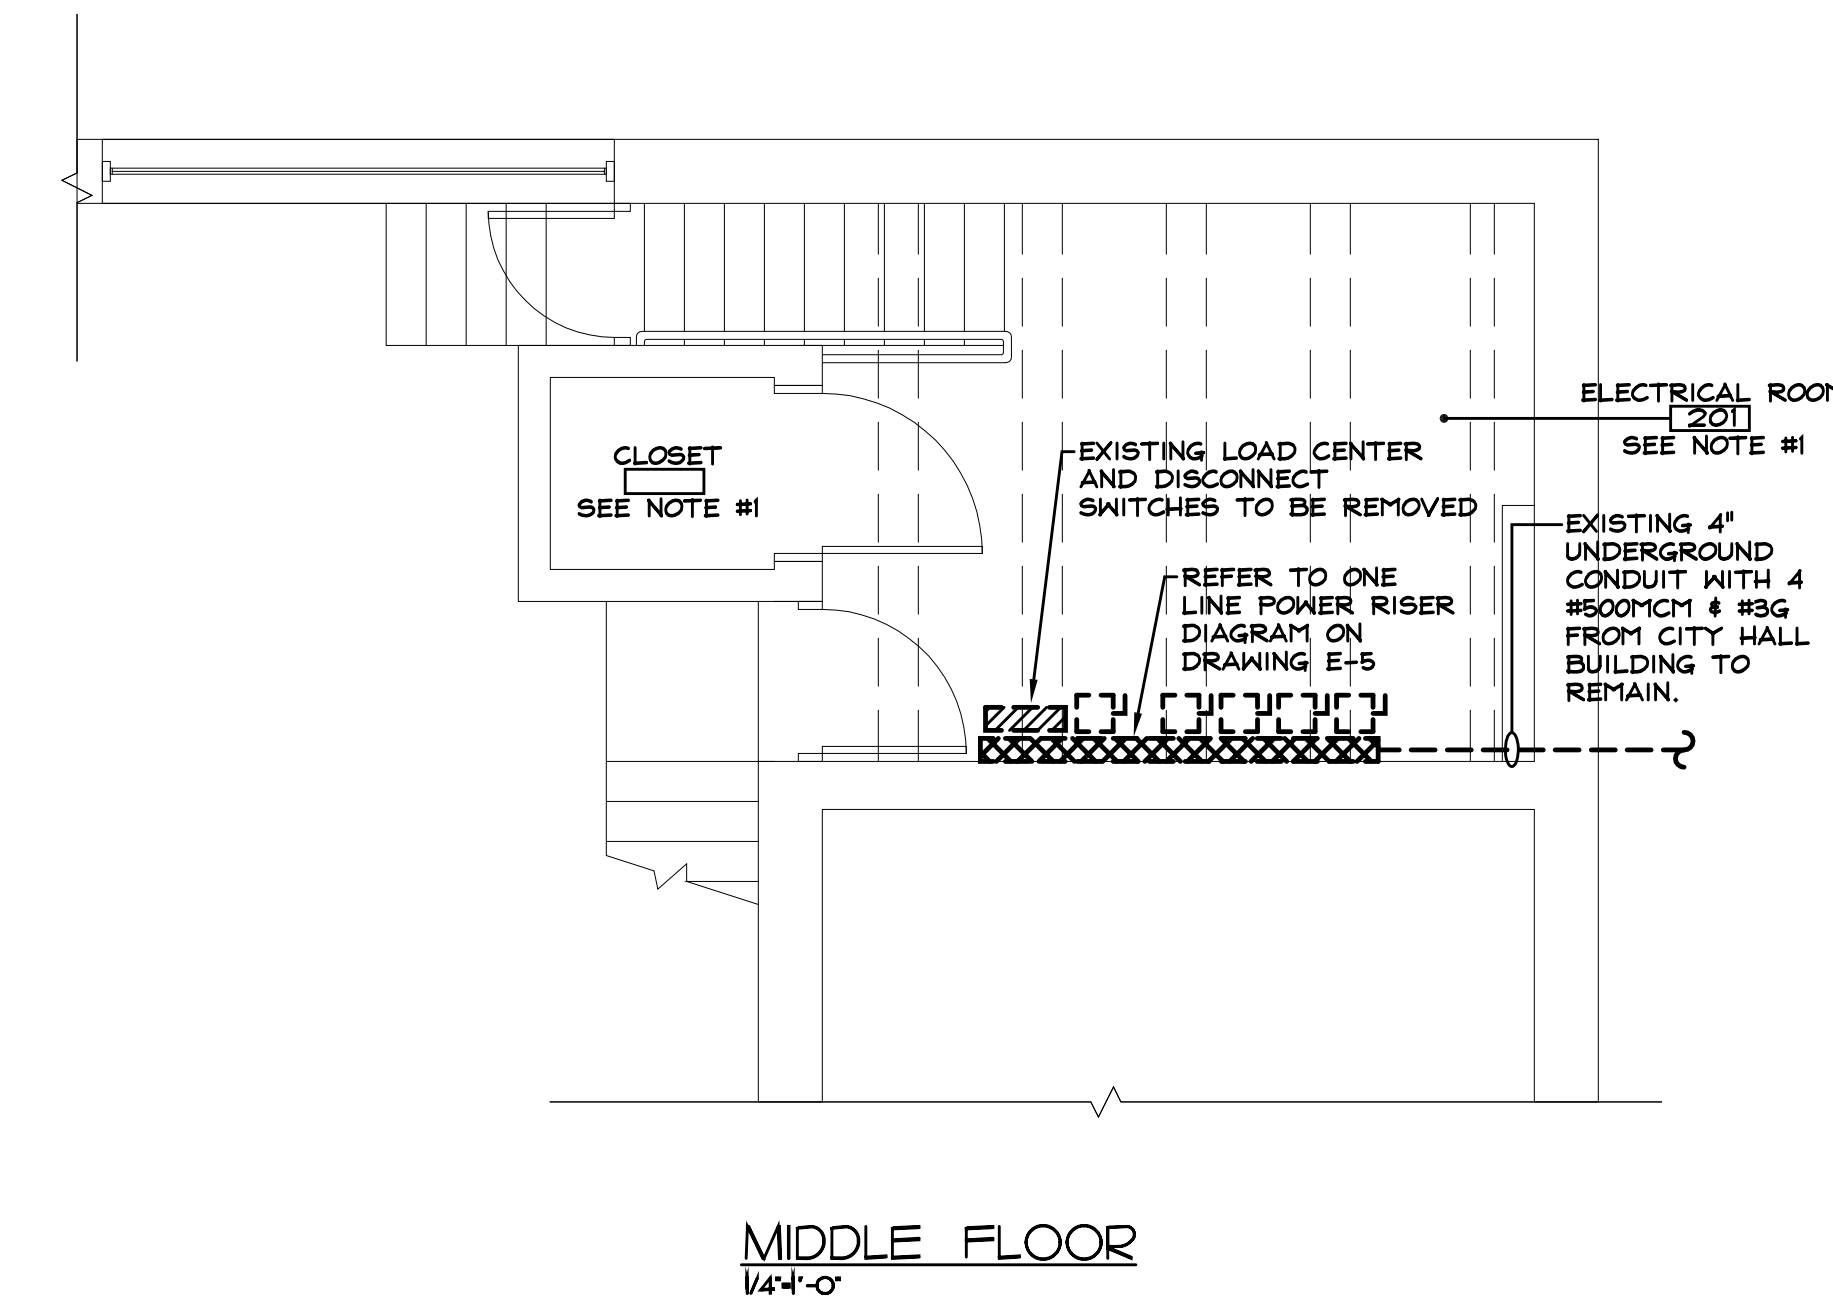 CLOSET
SEE NOTE #1
EXISTING LOAD CENTER
AND DISCONNECT
SWITCHES TO BE REMOVED
REFER TO ONE
LINE POWER RISER
DIAGRAM ON
DRAWING E-5
ELECTRICAL
201
SEE NOTE #1
EXISTING 4"
UNDERGROUND
CONDUIT WITH 4
#500MCM & #3G
FROM CITY HALL
BUILDING TO
REMAIN.
MIDDLE FLOOR
1/4"=1'-0"